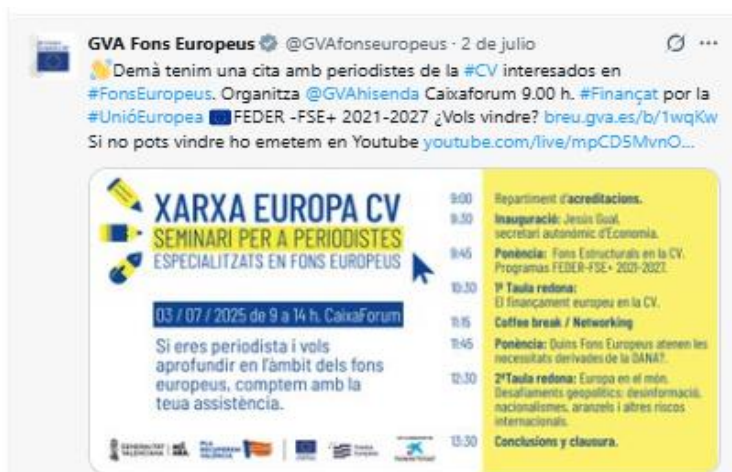 GVA Fons Europeus @GVAfonseuropeus · 2 de julio
Demà tenim una cita amb periodistes de la #CV interesados en
#FonsEuropeus. Organitza @GVAhisenda Caixaforum 9.00 h. #Finançat por la
#UnióEuropea FEDER -FSE+ 2021-2027 ¿Vols vindre? breu.gva.es/b/1wqKw
Si no pots vindre ho emetem en Youtube youtube.com/live/mpCD5MvnO...
XARXA EUROPA CV
SEMINARI PER A PERIODISTES
ESPECIALITZATS EN FONS EUROPEUS
03 / 07 / 2025 de 9 a 14 h. CaixaForum
Si eres periodista i vols
aprofundir en l'àmbit dels fons
europeus, comptem amb la
teua assistència.
GENERALITAT
VALENCIANA
9:00 Repartiment d'acreditacions.
9:30 Inauguració: Jesús Gual,
secretari autonòmic d'Economia.
9:45 Ponència: Fons Estructurals en la CV.
Programas FEDER-FSE+ 2021-2027.
10:30 1ª Taula redona:
El finançament europeu en la CV.
11:15 Coffee break / Networking
11:45 Ponència: Quins Fons Europeus atenen les
necessitats derivades de la DANA?.
12:30 2ªTaula redona: Europa en el món.
Desafiaments geopolítics: desinformació,
nacionalismes, aranzels i altres riscos
internacionals.
13:30 Conclusions y clausura.